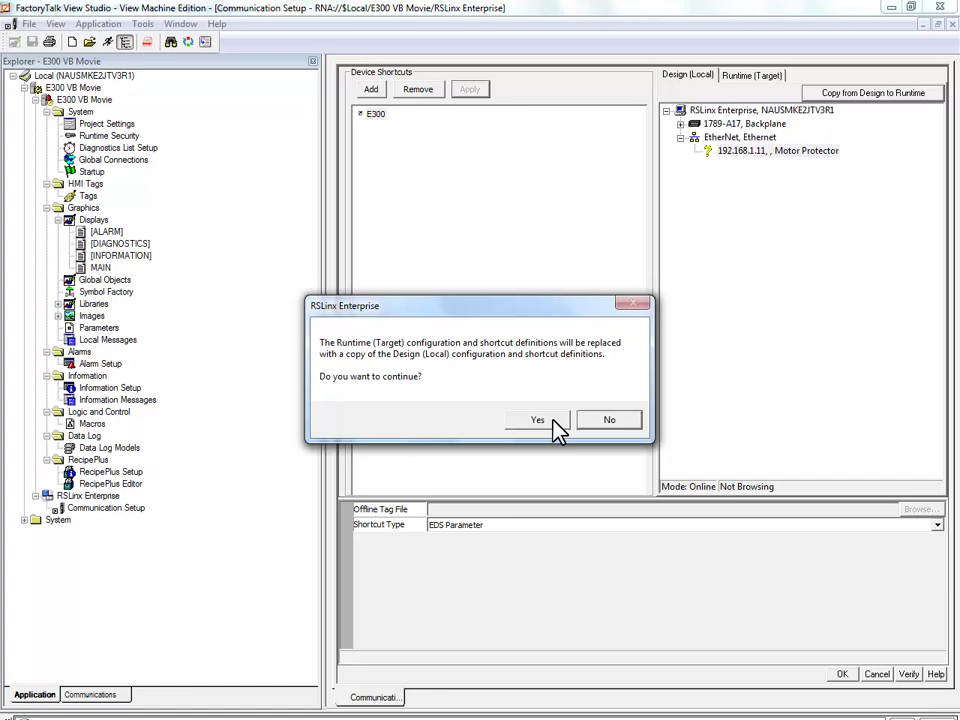 FactoryTalk View Studio - View Machine Edition - [Communication Setup - RNA://$Local/E300 VB Movie/RSLinx Enterprise]
File View Application Tools Window Help
Explorer - E300 VB Movie
Local (NAUSMKE2JTV3R1)
E300 VB Movie
E300 VB Movie
System
Project Settings
Runtime Security
Diagnostics List Setup
Global Connections
Startup
HMI Tags
Tags
Graphics
Displays
[ALARM]
[DIAGNOSTICS]
[INFORMATION]
MAIN
Global Objects
Symbol Factory
Libraries
Images
Parameters
Local Messages
Alarms
Alarm Setup
Information
Information Setup
Information Messages
Logic and Control
Macros
Data Log
Data Log Models
RecipePlus
RecipePlus Setup
RecipePlus Editor
RSLinx Enterprise
Communication Setup
System
Application Communications
Device Shortcuts
Add Remove Apply
E300
Design (Local) Runtime (Target)
Copy from Design to Runtime
RSLinx Enterprise, NAUSMKE2JTV3R1
1789-A17, Backplane
EtherNet, Ethernet
192.168.1.11, , Motor Protector
Mode: Online Not Browsing
RSLinx Enterprise
The Runtime (Target) configuration and shortcut definitions will be replaced
with a copy of the Design (Local) configuration and shortcut definitions.
Do you want to continue?
Yes No
Offline Tag File Browse...
Shortcut Type EDS Parameter
OK Cancel Verify Help
Communicati...